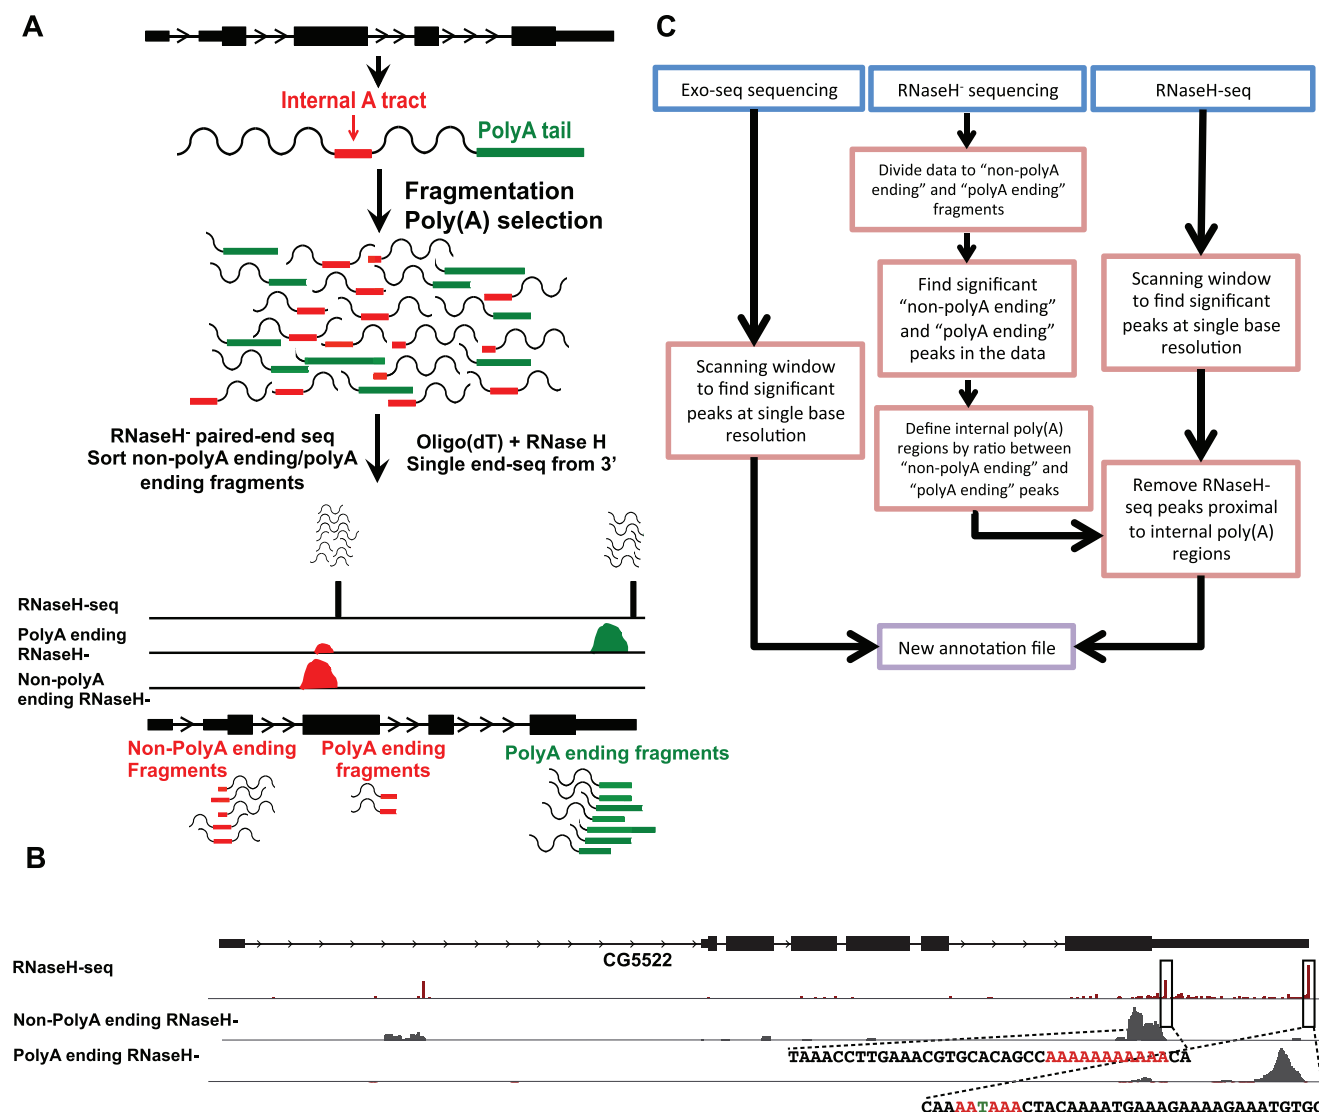 A
Internal A tract
PolyA tail
Fragmentation
Poly(A) selection
RNaseH- paired-end seq
Sort non-polyA ending/polyA
ending fragments
Oligo(dT) + RNase H
Single end-seq from 3'
RNaseH-seq
PolyA ending
RNaseH-
Non-polyA
ending RNaseH-
Non-PolyA ending
Fragments
PolyA ending
fragments
PolyA ending fragments
C
Exo-seq sequencing
RNaseH- sequencing
RNaseH-seq
Divide data to “non-polyA
ending” and “polyA ending”
fragments
Find significant
“non-polyA ending”
and “polyA ending”
peaks in the data
Scanning window
to find significant
peaks at single base
resolution
Scanning window
to find significant
peaks at single base
resolution
Define internal poly(A)
regions by ratio between
“non-polyA ending” and
“polyA ending” peaks
Remove RNaseH-
seq peaks proximal
to internal poly(A)
regions
New annotation file
B
CG5522
RNaseH-seq
Non-PolyA ending RNaseH-
PolyA ending RNaseH-
TAAACCTTGAAACGTGCACAGCCAAAAAAAAAAACA
CAAAATAAACTACAAAATGAAAGAAAAGAAATGTGC